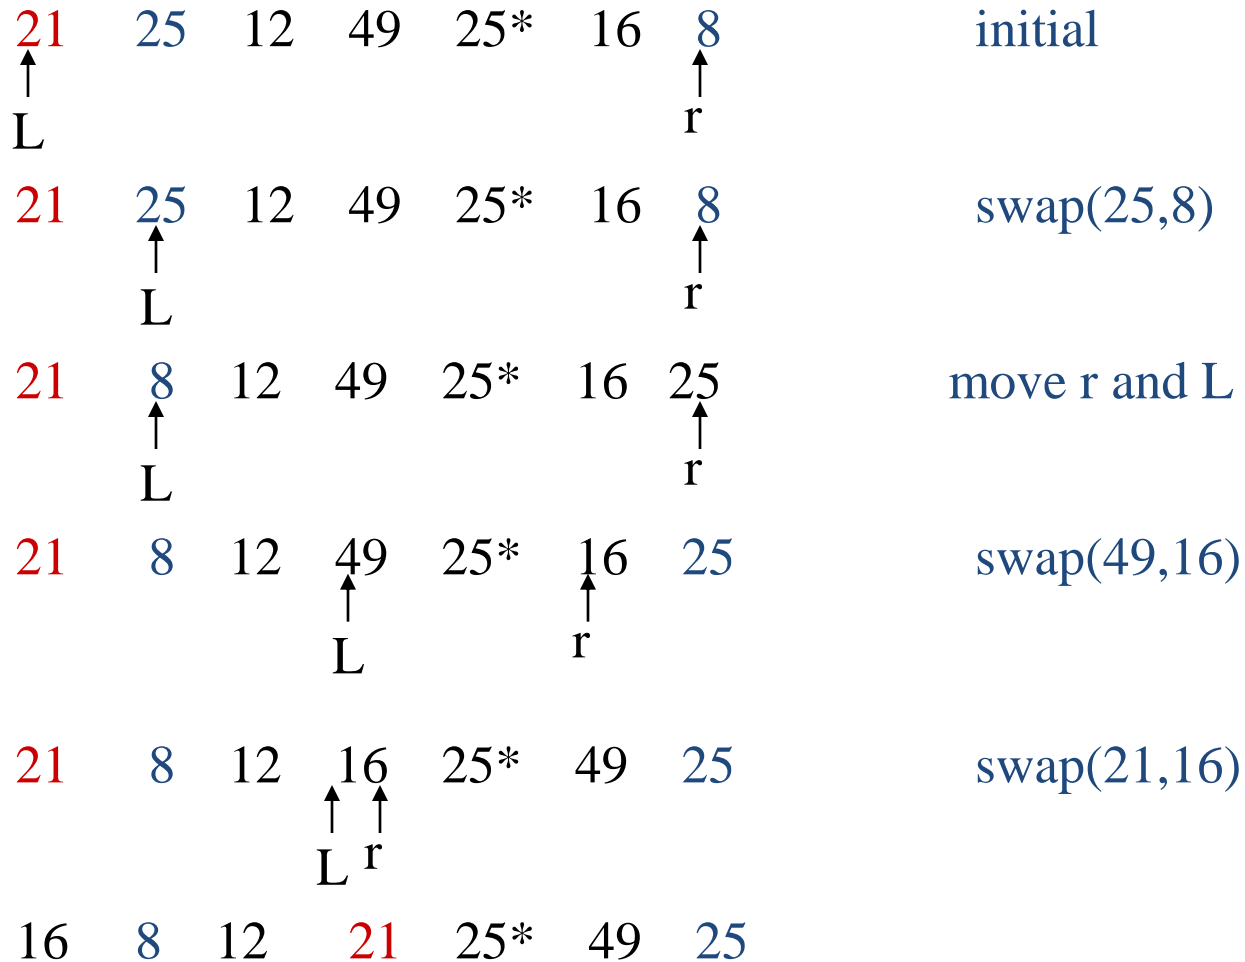 21 25 12 49 25* 16 8 initial
L r
21 25 12 49 25* 16 8 swap(25,8)
L r
21 8 12 49 25* 16 25 move r and L
L r
21 8 12 49 25* 16 25 swap(49,16)
L r
21 8 12 16 25* 49 25 swap(21,16)
L r
16 8 12 21 25* 49 25